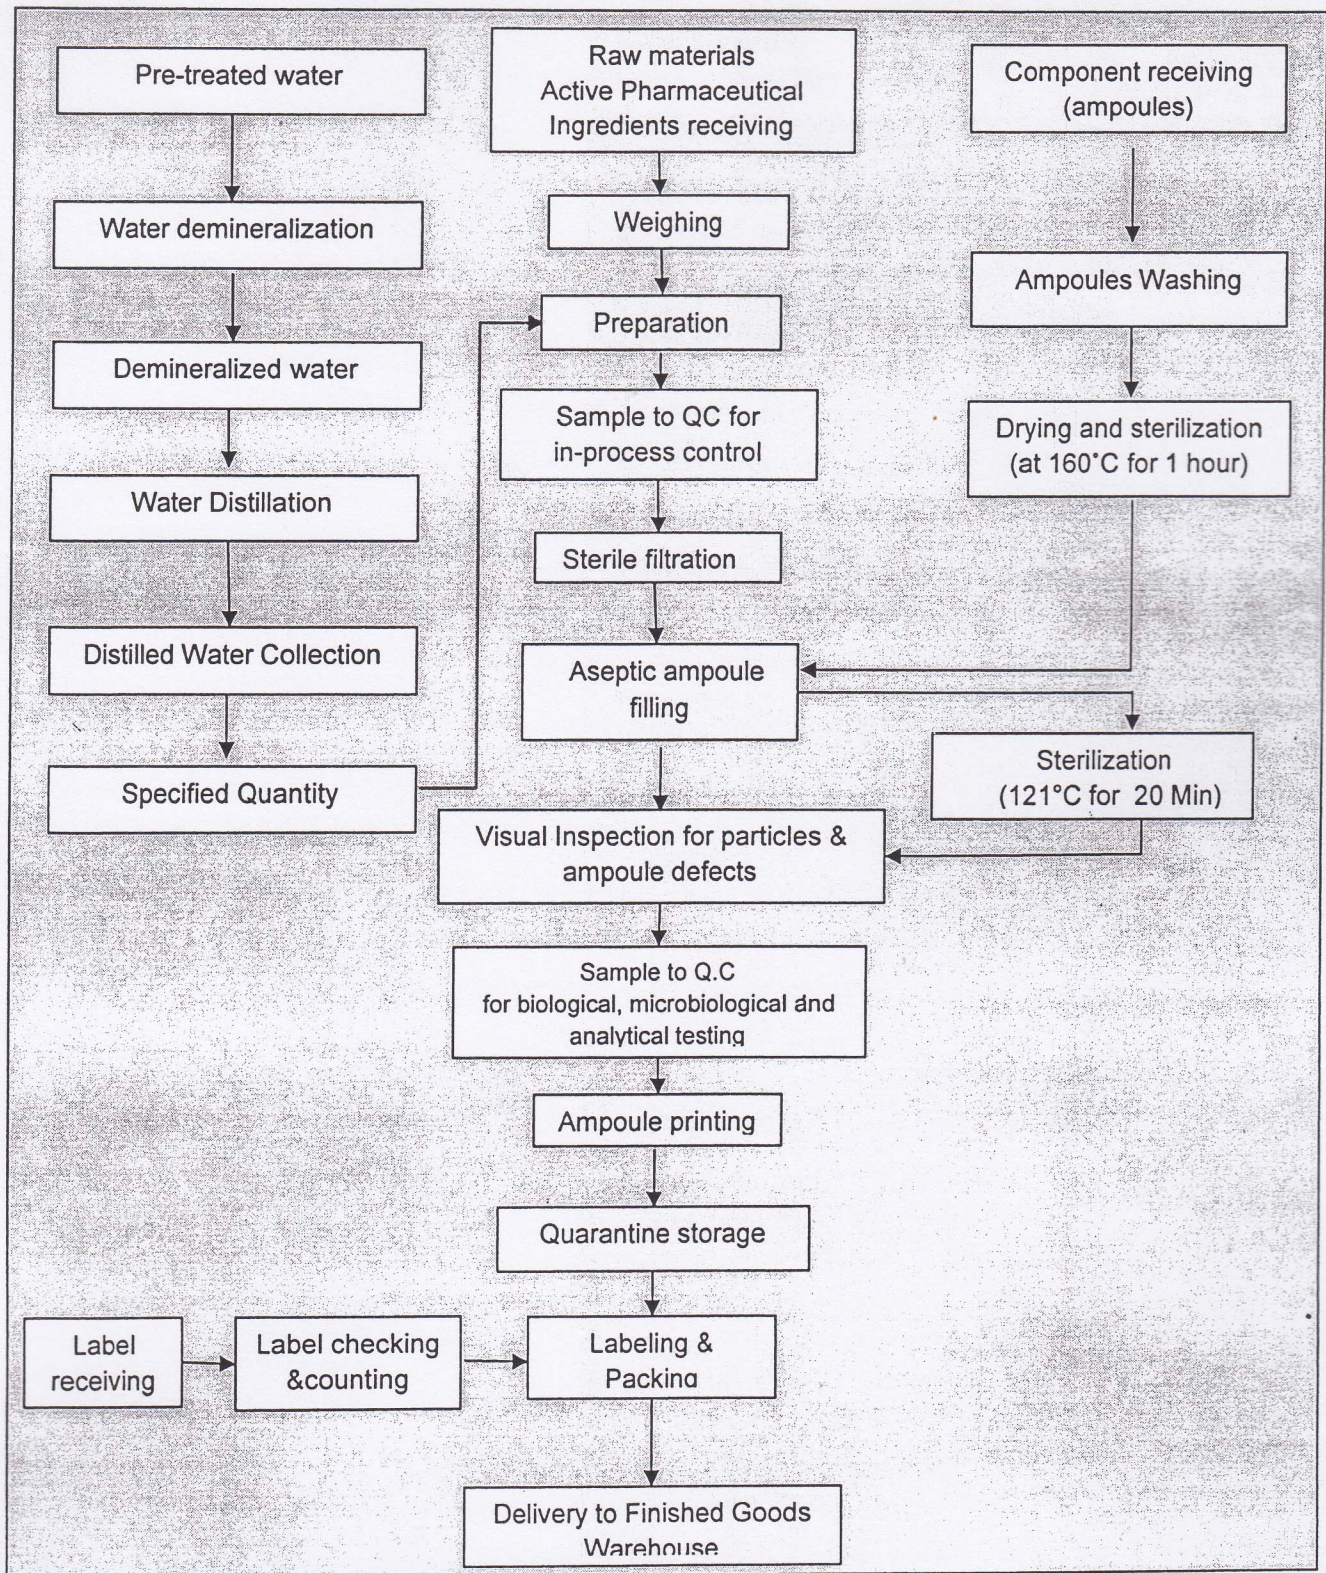 Pre-treated water
Water demineralization
Demineralized water
Water Distillation
Distilled Water Collection
Specified Quantity
Raw materials
Active Pharmaceutical
Ingredients receiving
Weighing
Preparation
Sample to QC for
in-process control
Sterile filtration
Aseptic ampoule
filling
Component receiving
(ampoules)
Ampoules Washing
Drying and sterilization
(at 160°C for 1 hour)
Sterilization
(121°C for 20 Min)
Visual Inspection for particles &
ampoule defects
Sample to Q.C
for biological, microbiological and
analytical testing
Ampoule printing
Quarantine storage
Label
receiving
Label checking
&counting
Labeling &
Packing
Delivery to Finished Goods
Warehouse